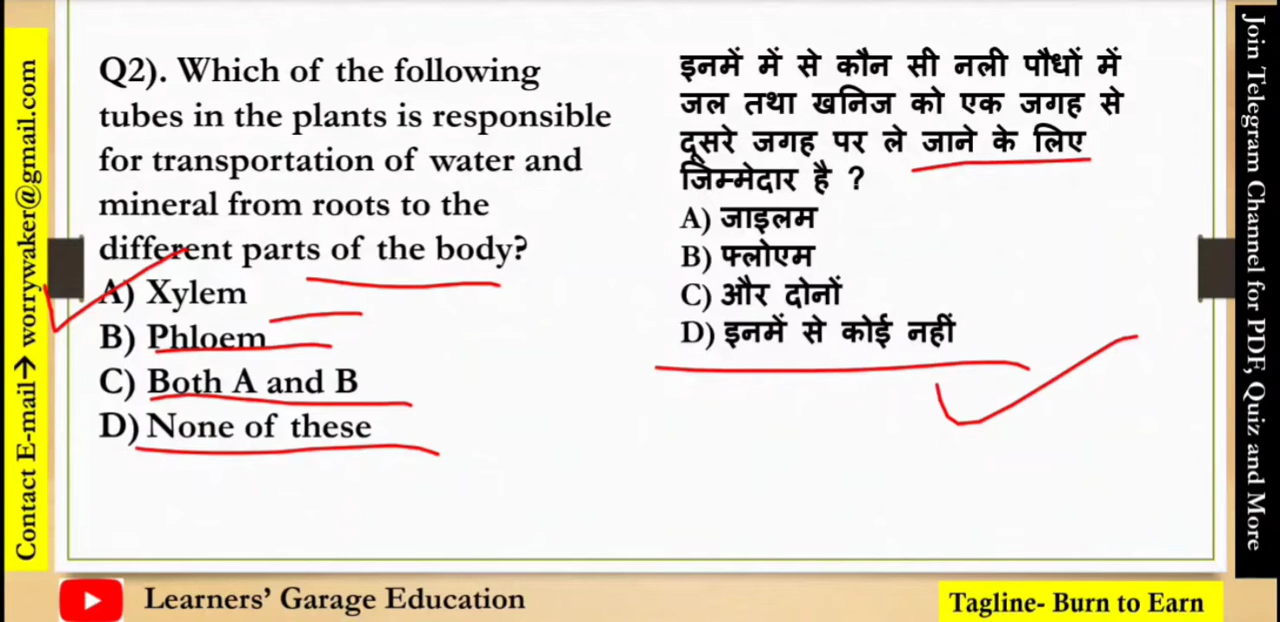 Contact E-mail→ worrywaker@gmail.com
Q2). Which of the following
tubes in the plants is responsible
for transportation of water and
mineral from roots to the
different parts of the body?
A) Xylem
B) Phloem
C) Both A and B
D) None of these
इनमें में से कौन सी नली पौधों में
जल तथा खनिज को एक जगह से
दूसरे जगह पर ले जाने के लिए
जिम्मेदार है ?
A) जाइलम
B) फ्लोएम
C) और दोनों
D) इनमें से कोई नहीं
Join Telegram Channel for PDF, Quiz and More
Learners’ Garage Education
Tagline- Burn to Earn